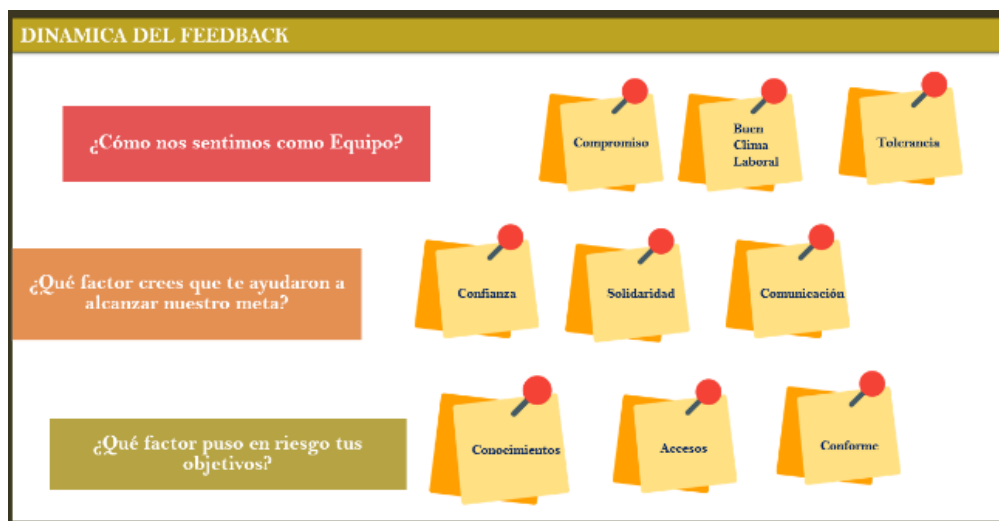 DINAMICA DEL FEEDBACK
¿Cómo nos sentimos como Equipo?
Compromiso
Buen
Clima
Laboral
Tolerancia
¿Qué factor crees que te ayudaron a
alcanzar nuestro meta?
Confianza
Solidaridad
Comunicación
¿Qué factor puso en riesgo tus
objetivos?
Conocimientos
Accesos
Conforme